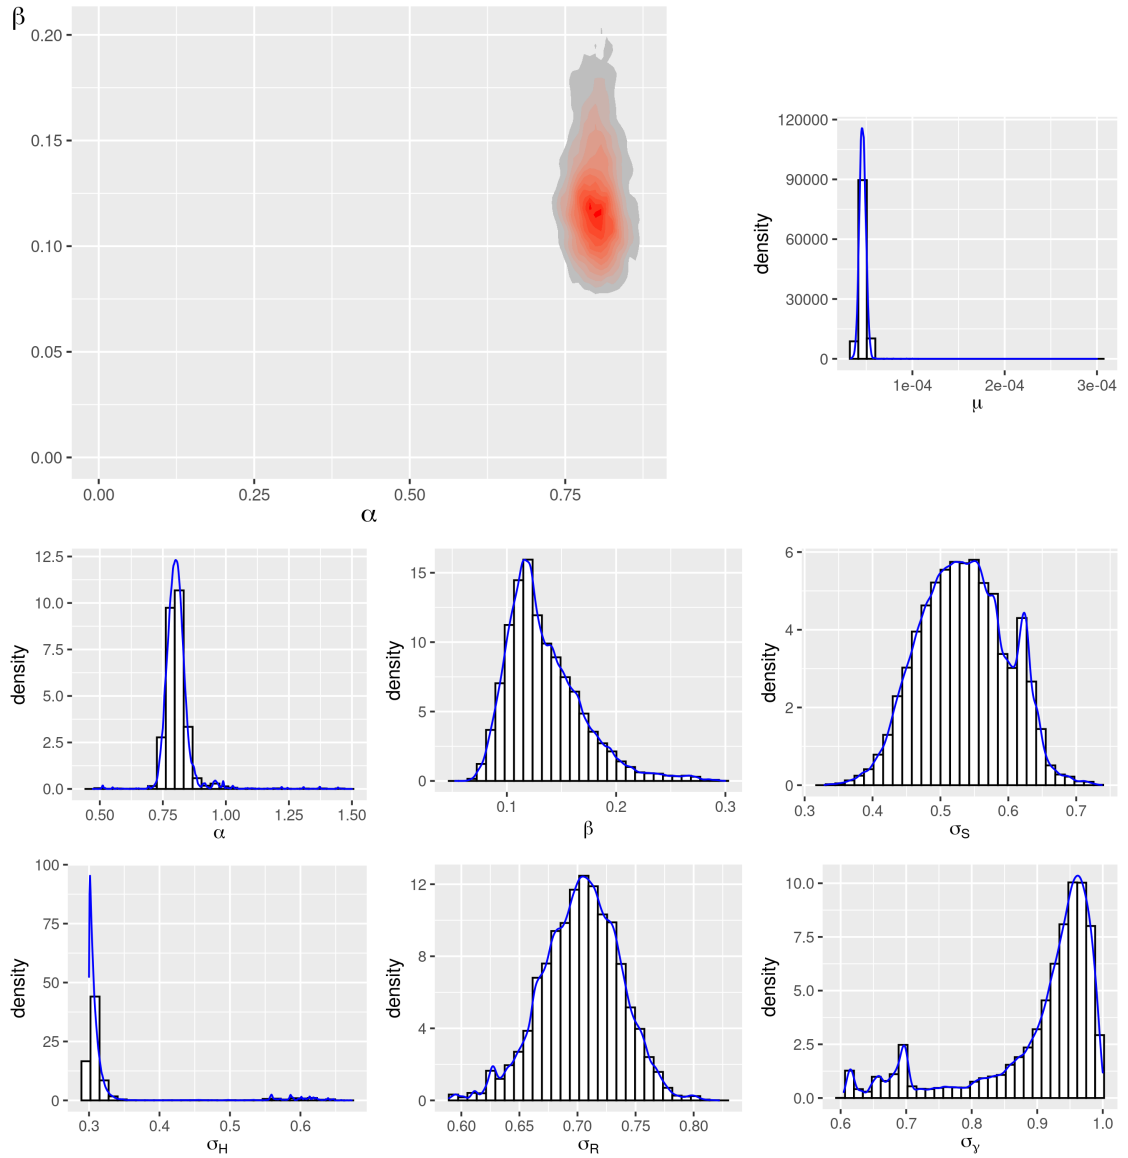 β
0.20
0.15
0.10
0.05
0.00
0.00 0.25 0.50 0.75
α
120000
90000
60000
30000
0
density
1e-04 2e-04 3e-04
μ
12.5
10.0
7.5
5.0
2.5
0.0
density
0.50 0.75 1.00 1.25 1.50
α
15
10
5
0
density
0.1 0.2 0.3
β
6
4
2
0
density
0.3 0.4 0.5 0.6 0.7
σS
100
75
50
25
0
density
0.3 0.4 0.5 0.6
σH
12
8
4
0
density
0.60 0.65 0.70 0.75 0.80
σR
10.0
7.5
5.0
2.5
0.0
density
0.6 0.7 0.8 0.9 1.0
σγ